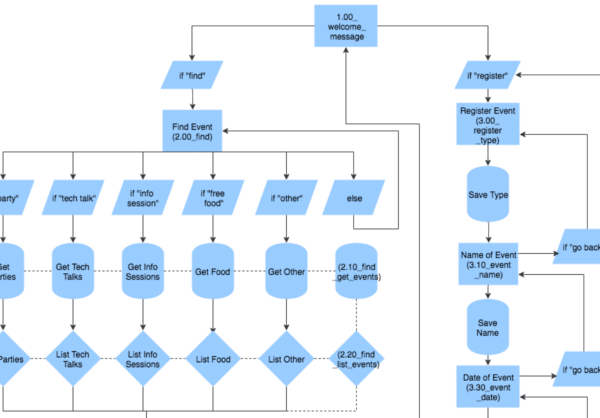 1.00_
welcome_
message
if "find"
if "register"
Find Event
(2.00_find)
Register Event
(3.00_
register
_type)
party"
if "tech talk"
if "info
session"
if "free
food"
if "other"
else
Save Type
Get
Parties
Get Tech
Talks
Get Info
Sessions
Get Food
Get Other
(2.10_find
_get_events)
Name of Event
(3.10_event
_name)
if "go back
Save
Name
Parties
List Tech
Talks
List Info
Sessions
List Food
List Other
(2.20_find
_list_events)
Date of Event
(3.30_event
_date)
if "go back